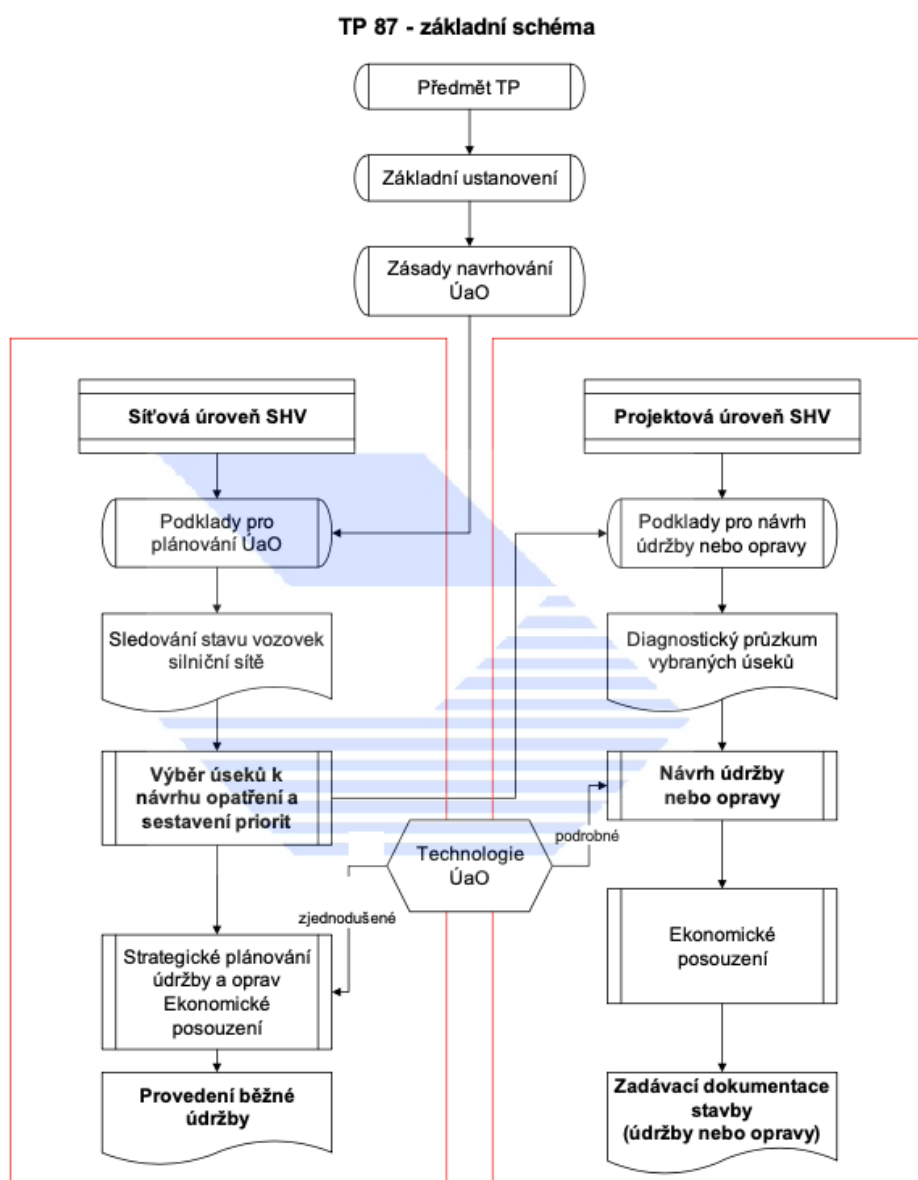 TP 87 - základní schéma
Předmět TP
Základní ustanovení
Zásady navrhování
ÚaO
Síťová úroveň SHV
Podklady pro
plánování ÚaO
Sledování stavu vozovek
silniční sítě
Výběr úseků k
návrhu opatření a
sestavení priorit
zjednodušené
Strategické plánování
údržby a oprav
Ekonomické
posouzení
Provedení běžné
údržby
Technologie
ÚaO
podrobné
Projektová úroveň SHV
Podklady pro návrh
údržby nebo opravy
Diagnostický průzkum
vybraných úseků
Návrh údržby
nebo opravy
Ekonomické
posouzení
Zadávací dokumentace
stavby
(údržby nebo opravy)